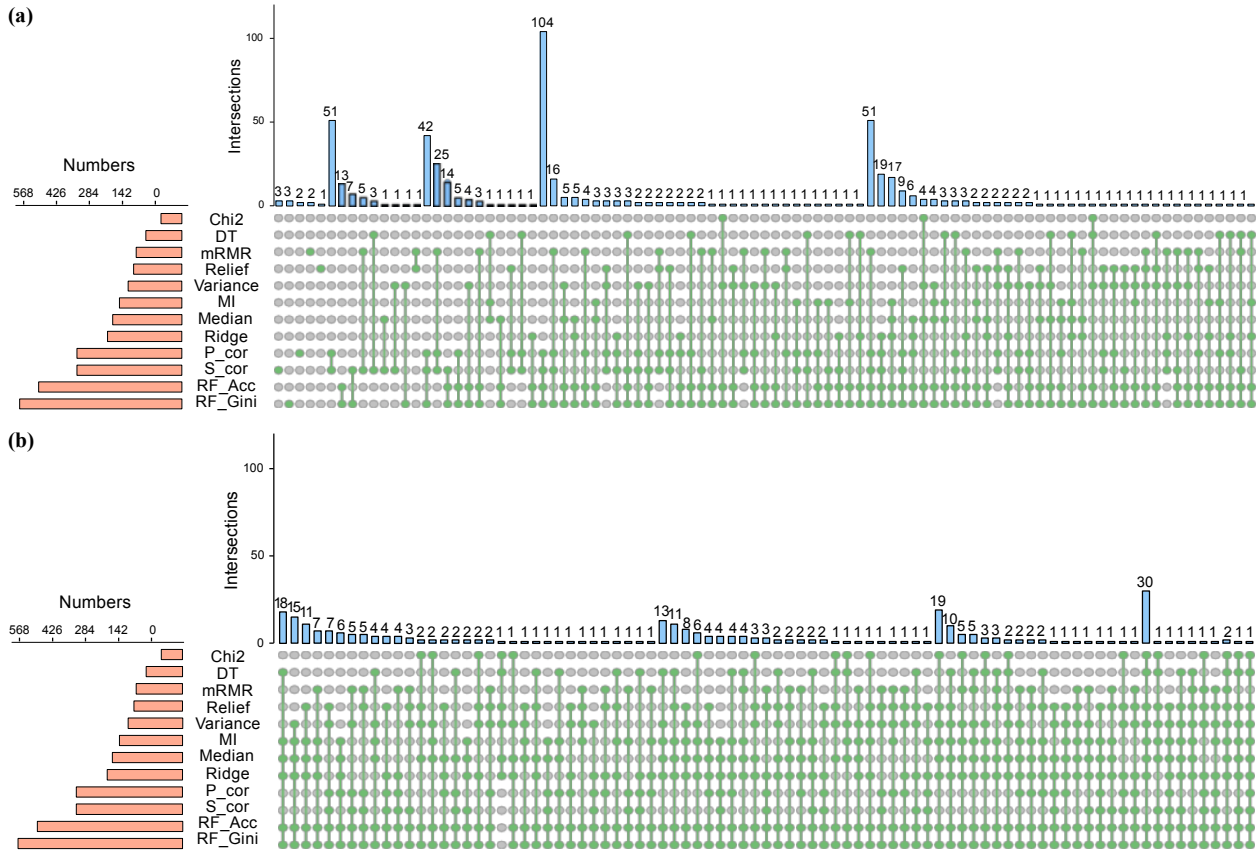 (a)
Intersections
100
50
0
3 3 2 2 1 51 13 7 5 3 1 1 1 1 42 25 14 5 4 3 1 1 1 1 1 104 16 5 5 4 3 3 3 3 2 2 2 2 2 2 2 1 1 1 1 1 1 1 1 1 1 1 1 1 1 1 51 19 17 9 6 4 4 3 3 3 2 2 2 2 2 2 1 1 1 1 1 1 1 1 1 1 1 1 1 1 1 1 1 1 1 1 1
Numbers
568 426 284 142 0
Chi2
DT
mRMR
Relief
Variance
MI
Median
Ridge
P_cor
S_cor
RF_Acc
RF_Gini
(b)
Intersections
100
50
0
18 15 11 7 7 6 5 5 4 4 4 3 2 2 2 2 2 2 2 1 1 1 1 1 1 1 1 1 1 1 1 1 1 13 11 8 6 4 4 4 4 3 3 2 2 2 2 2 1 1 1 1 1 1 1 1 1 19 10 5 5 3 3 2 2 2 2 1 1 1 1 1 1 1 1 30 1 1 1 1 1 1 2 1 1
Numbers
568 426 284 142 0
Chi2
DT
mRMR
Relief
Variance
MI
Median
Ridge
P_cor
S_cor
RF_Acc
RF_Gini